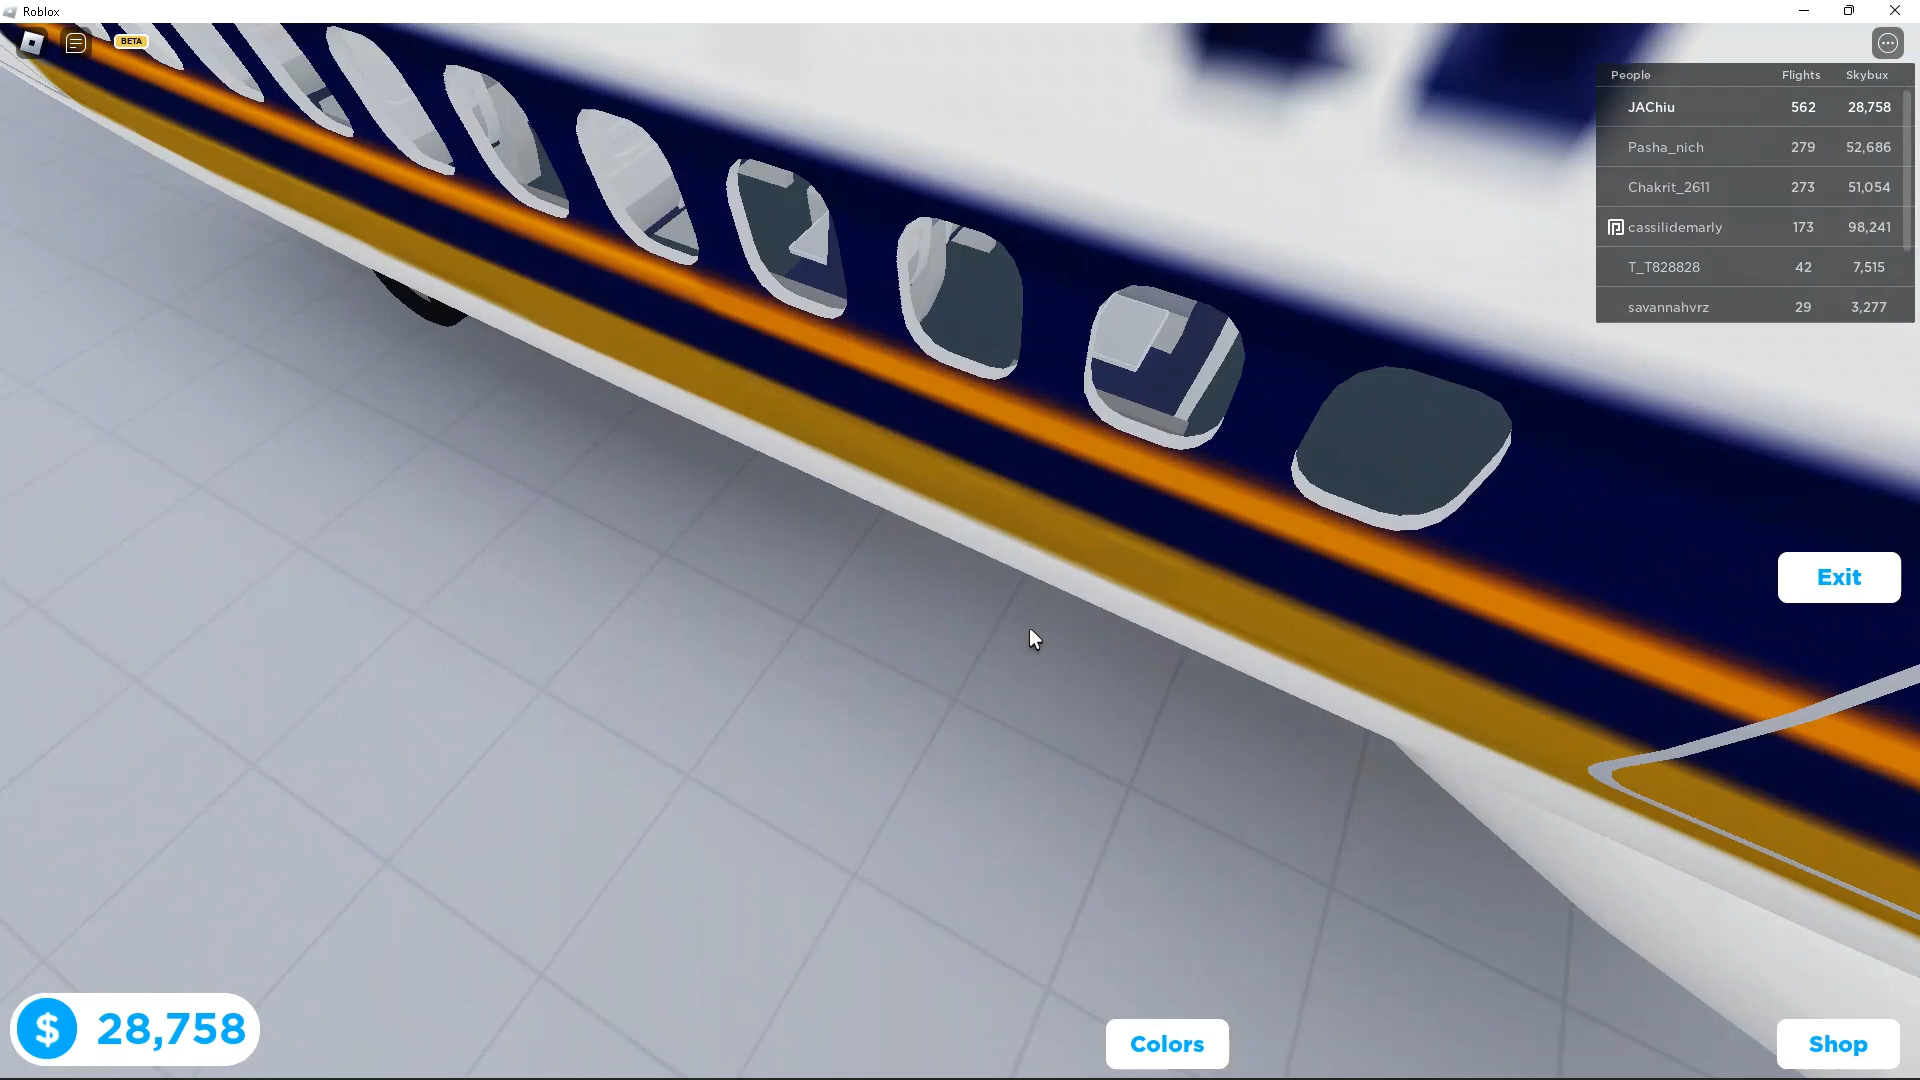 Roblox
BETA
People Flights Skybux
JAChiu 562 28,758
Pasha_nich 279 52,686
Chakrit_2611 273 51,054
cassilidemarly 173 98,241
T_T828828 42 7,515
savannahvrz 29 3,277
Exit
$ 28,758
Colors
Shop